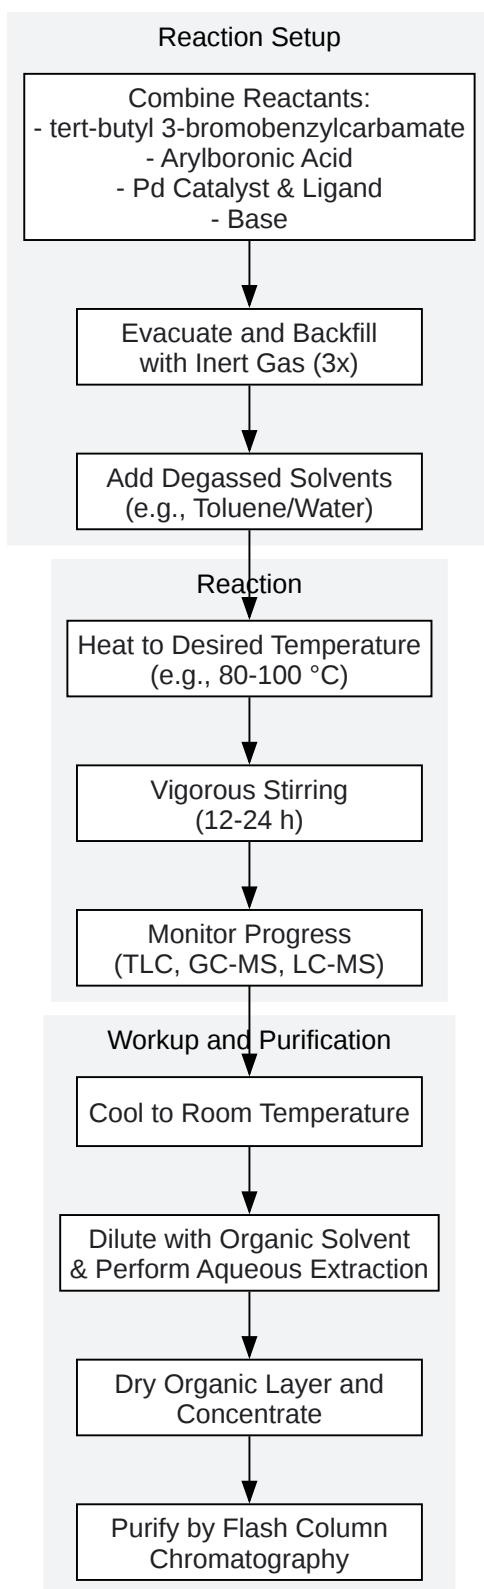 Reaction Setup
Combine Reactants:
- tert-butyl 3-bromobenzylcarbamate
- Arylboronic Acid
- Pd Catalyst & Ligand
- Base
Evacuate and Backfill
with Inert Gas (3x)
Add Degassed Solvents
(e.g., Toluene/Water)
Reaction
Heat to Desired Temperature
(e.g., 80-100 °C)
Vigorous Stirring
(12-24 h)
Monitor Progress
(TLC, GC-MS, LC-MS)
Workup and Purification
Cool to Room Temperature
Dilute with Organic Solvent
& Perform Aqueous Extraction
Dry Organic Layer and
Concentrate
Purify by Flash Column
Chromatography